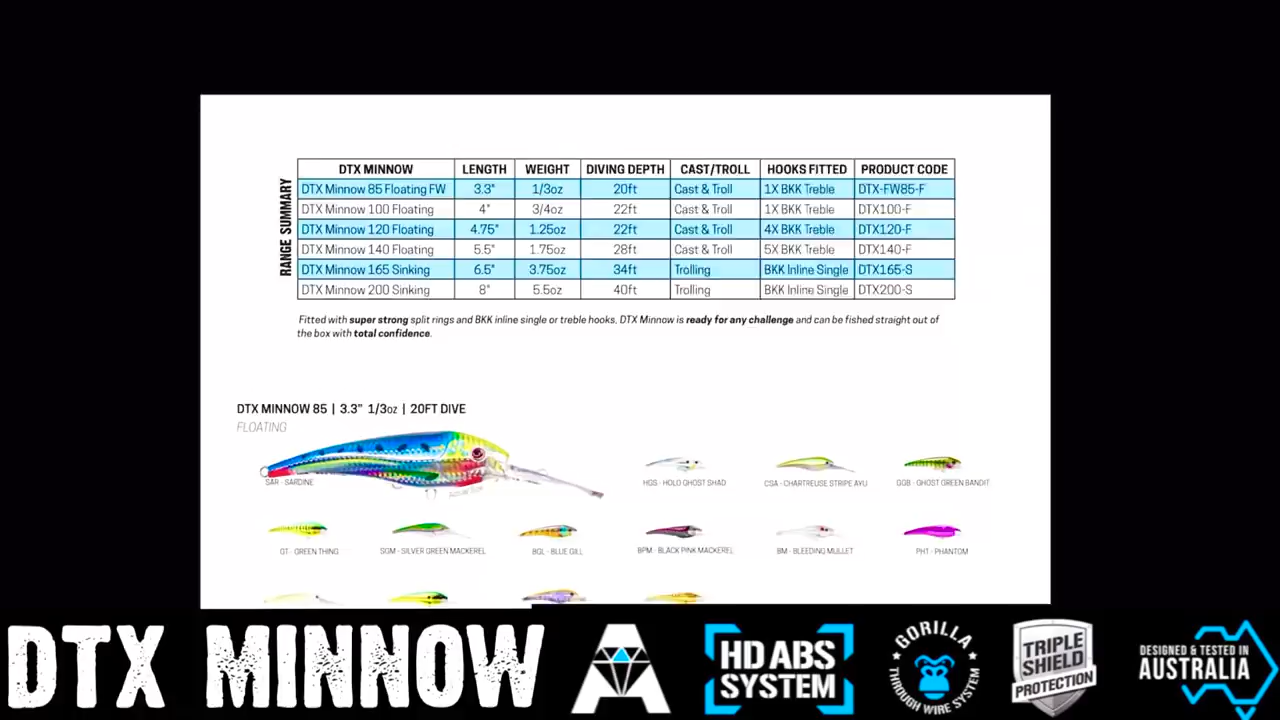 RANGE SUMMARY
DTX MINNOW LENGTH WEIGHT DIVING DEPTH CAST/TROLL HOOKS FITTED PRODUCT CODE
DTX Minnow 85 Floating FW 3.3" 1/3oz 20ft Cast & Troll 1X BKK Treble DTX-FW85-F
DTX Minnow 100 Floating 4" 3/4oz 22ft Cast & Troll 1X BKK Treble DTX100-F
DTX Minnow 120 Floating 4.75" 1.25oz 22ft Cast & Troll 4X BKK Treble DTX120-F
DTX Minnow 140 Floating 5.5" 1.75oz 28ft Cast & Troll 5X BKK Treble DTX140-F
DTX Minnow 165 Sinking 6.5" 3.75oz 34ft Trolling BKK Inline Single DTX165-S
DTX Minnow 200 Sinking 8" 5.5oz 40ft Trolling BKK Inline Single DTX200-S
Fitted with super strong split rings and BKK inline single or treble hooks, DTX Minnow is ready for any challenge and can be fished straight out of
the box with total confidence.
DTX MINNOW 85 | 3.3" 1/3oz | 20FT DIVE
FLOATING
SAR - SARDINE HGS - HOLO GHOST SHAD CSA - CHARTREUSE STRIPE AYU GGB - GHOST GREEN BANDIT
GT - GREEN THING SGM - SILVER GREEN MACKEREL BGL - BLUE GILL BPM - BLACK PINK MACKEREL BM - BLEEDING MULLET PHT - PHANTOM
DTX MINNOW
HD ABS
SYSTEM
GORILLA
THROUGH WIRE SYSTEM
TRIPLE
SHIELD
PROTECTION
DESIGNED & TESTED IN
AUSTRALIA